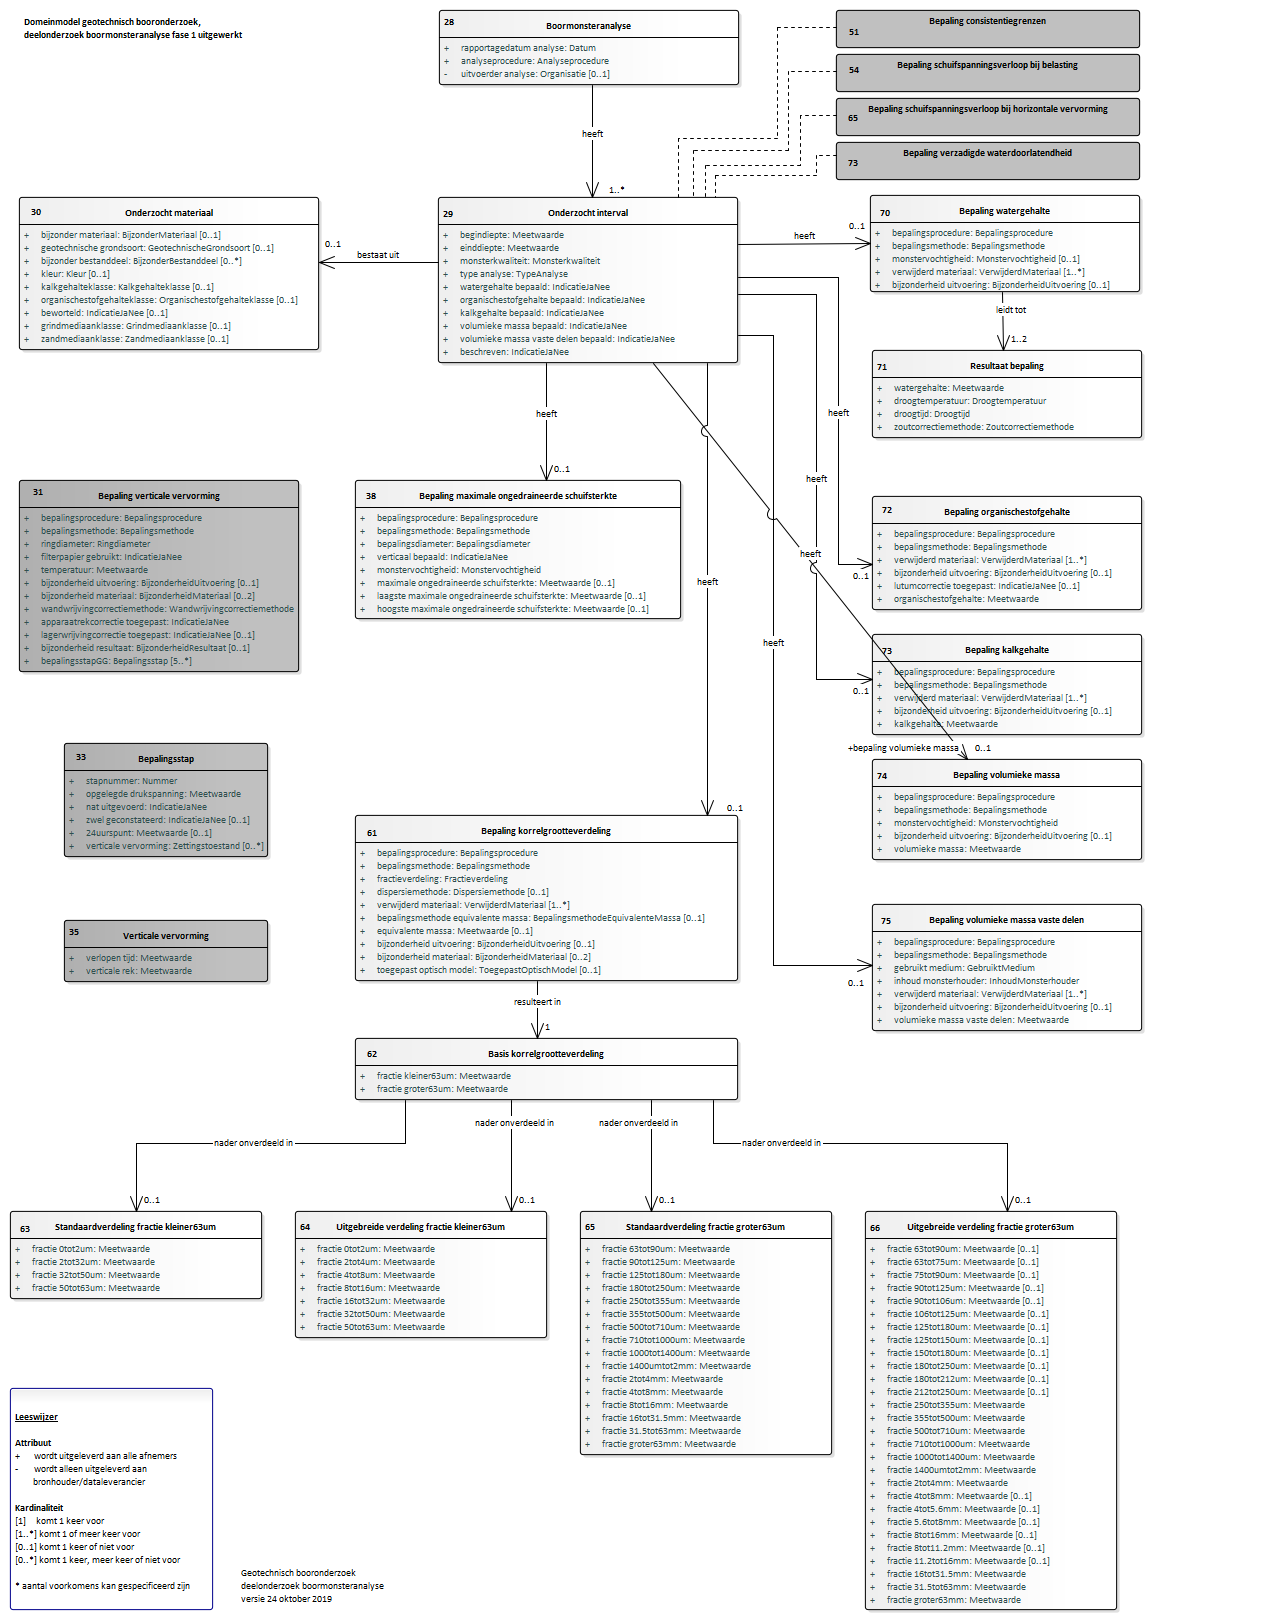 Domeinmodel geotechnisch booronderzoek,
deelonderzoek boormonsteranalyse fase 1 uitgewerkt
28 Boormonsteranalyse
+ rapportagedatum analyse: Datum
+ analyseprocedure: Analyseprocedure
- uitvoerder analyse: Organisatie [0..1]
51 Bepaling consistentiegrenzen
54 Bepaling schuifspanningsverloop bij belasting
65 Bepaling schuifspanningsverloop bij horizontale vervorming
73 Bepaling verzadigde waterdoorlatendheid
heeft
1..*
30 Onderzocht materiaal
+ bijzonder materiaal: BijzonderMateriaal [0..1]
+ geotechnische grondsoort: GeotechnischeGrondsoort [0..1]
+ bijzonder bestanddeel: BijzonderBestanddeel [0..*]
+ kleur: Kleur [0..1]
+ kalkgehalteklasse: Kalkgehalteklasse [0..1]
+ organischestofgehalteklasse: Organischestofgehalteklasse [0..1]
+ beworteld: IndicatieJaNee [0..1]
+ grindmediaanklasse: Grindmediaanklasse [0..1]
+ zandmediaanklasse: Zandmediaanklasse [0..1]
0..1
bestaat uit
29 Onderzocht interval
+ begindiepte: Meetwaarde
+ einddiepte: Meetwaarde
+ monsterkwaliteit: Monsterkwaliteit
+ type analyse: TypeAnalyse
+ watergehalte bepaald: IndicatieJaNee
+ organischestofgehalte bepaald: IndicatieJaNee
+ kalkgehalte bepaald: IndicatieJaNee
+ volumieke massa bepaald: IndicatieJaNee
+ volumieke massa vaste delen bepaald: IndicatieJaNee
+ beschreven: IndicatieJaNee
heeft
0..1
70 Bepaling watergehalte
+ bepalingsprocedure: Bepalingsprocedure
+ bepalingsmethode: Bepalingsmethode
+ monstervochtigheid: Monstervochtigheid [0..1]
+ verwijderd materiaal: VerwijderdMateriaal [1..*]
+ bijzonderheid uitvoering: BijzonderheidUitvoering [0..1]
leidt tot
1..2
71 Resultaat bepaling
+ watergehalte: Meetwaarde
+ droogtemperatuur: Droogtemperatuur
+ droogtijd: Droogtijd
+ zoutcorrectiemethode: Zoutcorrectiemethode
heeft
0..1
heeft
heeft
heeft
heeft
heeft
31 Bepaling verticale vervorming
+ bepalingsprocedure: Bepalingsprocedure
+ bepalingsmethode: Bepalingsmethode
+ ringdiameter: Ringdiameter
+ filterpapier gebruikt: IndicatieJaNee
+ temperatuur: Meetwaarde
+ bijzonderheid uitvoering: BijzonderheidUitvoering [0..1]
+ bijzonderheid materiaal: BijzonderheidMateriaal [0..2]
+ wandwrijvingcorrectiemethode: Wandwrijvingcorrectiemethode
+ apparaatrekcorrectie toegepast: IndicatieJaNee
+ lagerwrijvingcorrectie toegepast: IndicatieJaNee [0..1]
+ bijzonderheid resultaat: BijzonderheidResultaat [0..1]
+ bepalingsstapGG: Bepalingsstap [5..*]
38 Bepaling maximale ongedraineerde schuifsterkte
+ bepalingsprocedure: Bepalingsprocedure
+ bepalingsmethode: Bepalingsmethode
+ bepalingsdiameter: Bepalingsdiameter
+ verticaal bepaald: IndicatieJaNee
+ monstervochtigheid: Monstervochtigheid
+ maximale ongedraineerde schuifsterkte: Meetwaarde [0..1]
+ laagste maximale ongedraineerde schuifsterkte: Meetwaarde [0..1]
+ hoogste maximale ongedraineerde schuifsterkte: Meetwaarde [0..1]
0..1
72 Bepaling organischestofgehalte
+ bepalingsprocedure: Bepalingsprocedure
+ bepalingsmethode: Bepalingsmethode
+ verwijderd materiaal: VerwijderdMateriaal [1..*]
+ bijzonderheid uitvoering: BijzonderheidUitvoering [0..1]
+ lutumcorrectie toegepast: IndicatieJaNee [0..1]
+ organischestofgehalte: Meetwaarde
0..1
73 Bepaling kalkgehalte
+ bepalingsprocedure: Bepalingsprocedure
+ bepalingsmethode: Bepalingsmethode
+ verwijderd materiaal: VerwijderdMateriaal [1..*]
+ bijzonderheid uitvoering: BijzonderheidUitvoering [0..1]
+ kalkgehalte: Meetwaarde
+bepaling volumieke massa 0..1
74 Bepaling volumieke massa
+ bepalingsprocedure: Bepalingsprocedure
+ bepalingsmethode: Bepalingsmethode
+ monstervochtigheid: Monstervochtigheid
+ bijzonderheid uitvoering: BijzonderheidUitvoering [0..1]
+ volumieke massa: Meetwaarde
33 Bepalingsstap
+ stapnummer: Nummer
+ opgelegde drukspanning: Meetwaarde
+ nat uitgevoerd: IndicatieJaNee
+ zwel geconstateerd: IndicatieJaNee [0..1]
+ 24uurspunt: Meetwaarde [0..1]
+ verticale vervorming: Zettingstoestand [0..*]
0..1
61 Bepaling korrelgrootteverdeling
+ bepalingsprocedure: Bepalingsprocedure
+ bepalingsmethode: Bepalingsmethode
+ fractieverdeling: Fractieverdeling
+ dispersiemethode: Dispersiemethode [0..1]
+ verwijderd materiaal: VerwijderdMateriaal [1..*]
+ bepalingsmethode equivalente massa: BepalingsmethodeEquivalenteMassa [0..1]
+ equivalente massa: Meetwaarde [0..1]
+ bijzonderheid uitvoering: BijzonderheidUitvoering [0..1]
+ bijzonderheid materiaal: BijzonderheidMateriaal [0..2]
+ toegepast optisch model: ToegepastOptischModel [0..1]
35 Verticale vervorming
+ verlopen tijd: Meetwaarde
+ verticale rek: Meetwaarde
0..1
75 Bepaling volumieke massa vaste delen
+ bepalingsprocedure: Bepalingsprocedure
+ bepalingsmethode: Bepalingsmethode
+ gebruikt medium: GebruiktMedium
+ inhoud monsterhouder: InhoudMonsterhouder
+ verwijderd materiaal: VerwijderdMateriaal [1..*]
+ bijzonderheid uitvoering: BijzonderheidUitvoering [0..1]
+ volumieke massa vaste delen: Meetwaarde
resulteert in
1
62 Basis korrelgrootteverdeling
+ fractie kleiner63um: Meetwaarde
+ fractie groter63um: Meetwaarde
nader onverdeeld in
nader onverdeeld in
nader onverdeeld in
nader onverdeeld in
0..1
0..1
0..1
0..1
63 Standaardverdeling fractie kleiner63um
+ fractie 0tot2um: Meetwaarde
+ fractie 2tot32um: Meetwaarde
+ fractie 32tot50um: Meetwaarde
+ fractie 50tot63um: Meetwaarde
64 Uitgebreide verdeling fractie kleiner63um
+ fractie 0tot2um: Meetwaarde
+ fractie 2tot4um: Meetwaarde
+ fractie 4tot8um: Meetwaarde
+ fractie 8tot16um: Meetwaarde
+ fractie 16tot32um: Meetwaarde
+ fractie 32tot50um: Meetwaarde
+ fractie 50tot63um: Meetwaarde
65 Standaardverdeling fractie groter63um
+ fractie 63tot90um: Meetwaarde
+ fractie 90tot125um: Meetwaarde
+ fractie 125tot180um: Meetwaarde
+ fractie 180tot250um: Meetwaarde
+ fractie 250tot355um: Meetwaarde
+ fractie 355tot500um: Meetwaarde
+ fractie 500tot710um: Meetwaarde
+ fractie 710tot1000um: Meetwaarde
+ fractie 1000tot1400um: Meetwaarde
+ fractie 1400umtot2mm: Meetwaarde
+ fractie 2tot4mm: Meetwaarde
+ fractie 4tot8mm: Meetwaarde
+ fractie 8tot16mm: Meetwaarde
+ fractie 16tot31.5mm: Meetwaarde
+ fractie 31.5tot63mm: Meetwaarde
+ fractie groter63mm: Meetwaarde
66 Uitgebreide verdeling fractie groter63um
+ fractie 63tot90um: Meetwaarde [0..1]
+ fractie 63tot75um: Meetwaarde [0..1]
+ fractie 75tot90um: Meetwaarde [0..1]
+ fractie 90tot125um: Meetwaarde [0..1]
+ fractie 90tot106um: Meetwaarde [0..1]
+ fractie 106tot125um: Meetwaarde [0..1]
+ fractie 125tot180um: Meetwaarde [0..1]
+ fractie 125tot150um: Meetwaarde [0..1]
+ fractie 150tot180um: Meetwaarde [0..1]
+ fractie 180tot250um: Meetwaarde [0..1]
+ fractie 180tot212um: Meetwaarde [0..1]
+ fractie 212tot250um: Meetwaarde [0..1]
+ fractie 250tot355um: Meetwaarde
+ fractie 355tot500um: Meetwaarde
+ fractie 500tot710um: Meetwaarde
+ fractie 710tot1000um: Meetwaarde
+ fractie 1000tot1400um: Meetwaarde
+ fractie 1400umtot2mm: Meetwaarde
+ fractie 2tot4mm: Meetwaarde
+ fractie 4tot8mm: Meetwaarde [0..1]
+ fractie 4tot5.6mm: Meetwaarde [0..1]
+ fractie 5.6tot8mm: Meetwaarde [0..1]
+ fractie 8tot16mm: Meetwaarde [0..1]
+ fractie 8tot11.2mm: Meetwaarde [0..1]
+ fractie 11.2tot16mm: Meetwaarde [0..1]
+ fractie 16tot31.5mm: Meetwaarde
+ fractie 31.5tot63mm: Meetwaarde
+ fractie groter63mm: Meetwaarde
Leeswijzer
Attribuut
+ wordt uitgeleverd aan alle afnemers
- wordt alleen uitgeleverd aan
bronhouder/dataleverancier
Kardinaliteit
[1] komt 1 keer voor
[1..*] komt 1 of meer keer voor
[0..1] komt 1 keer of niet voor
[0..*] komt 1 keer, meer keer of niet voor
* aantal voorkomens kan gespecificeerd zijn
Geotechnisch booronderzoek
deelonderzoek boormonsteranalyse
versie 24 oktober 2019